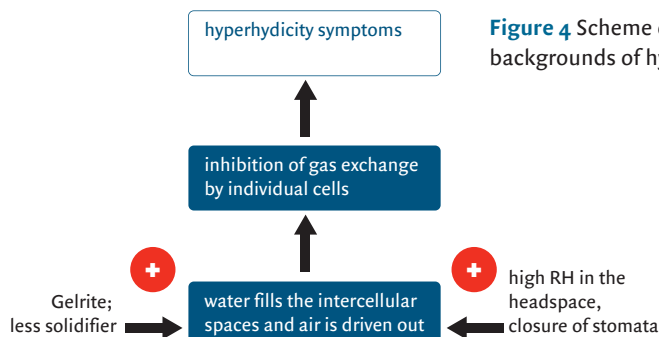 hyperhydicity symptoms
Figure 4 Scheme
backgrounds of
inhibition of gas exchange
by individual cells
+
+
Gelrite;
less solidifier
water fills the intercellular
spaces and air is driven out
high RH in the
headspace,
closure of stomata